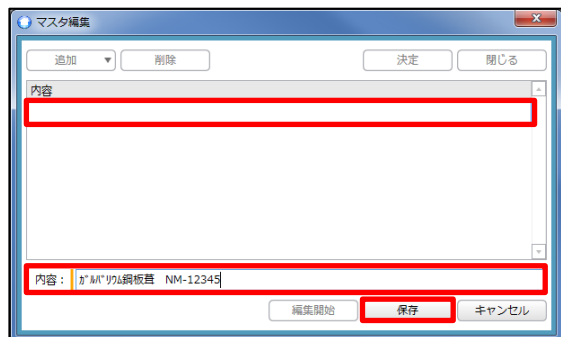 マスタ編集
追加 ▼ 削除 決定 閉じる
内容
内容： ｶﾞﾙﾊﾞﾘｳﾑ鋼板葺 NM-12345
編集開始 保存 キャンセル